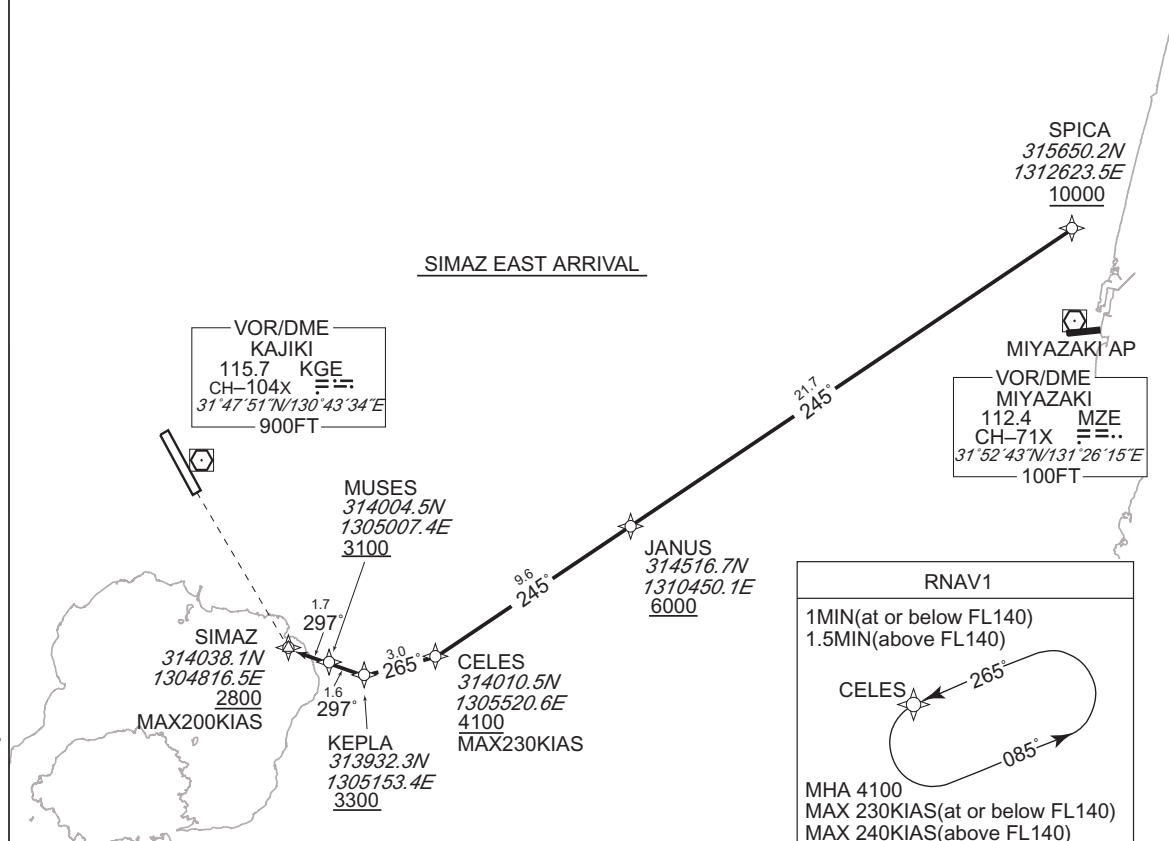 SPICA
315650.2N
1312623.5E
10000
SIMAZ EAST ARRIVAL
VOR/DME
KAJIKI
115.7 KGE
CH–104X
31°47´51˝N/130°43´34˝E
900FT
MIYAZAKI AP
VOR/DME
MIYAZAKI
112.4 MZE
CH–71X
31°52´43˝N/131°26´15˝E
100FT
21.7
245°
MUSES
314004.5N
1305007.4E
3100
JANUS
314516.7N
1310450.1E
6000
9.6
245°
1.7
297°
SIMAZ
314038.1N
1304816.5E
2800
MAX200KIAS
3.0
265°
CELES
314010.5N
1305520.6E
4100
MAX230KIAS
1.6
297°
KEPLA
313932.3N
1305153.4E
3300
RNAV1
1MIN(at or below FL140)
1.5MIN(above FL140)
CELES
265°
085°
MHA 4100
MAX 230KIAS(at or below FL140)
MAX 240KIAS(above FL140)